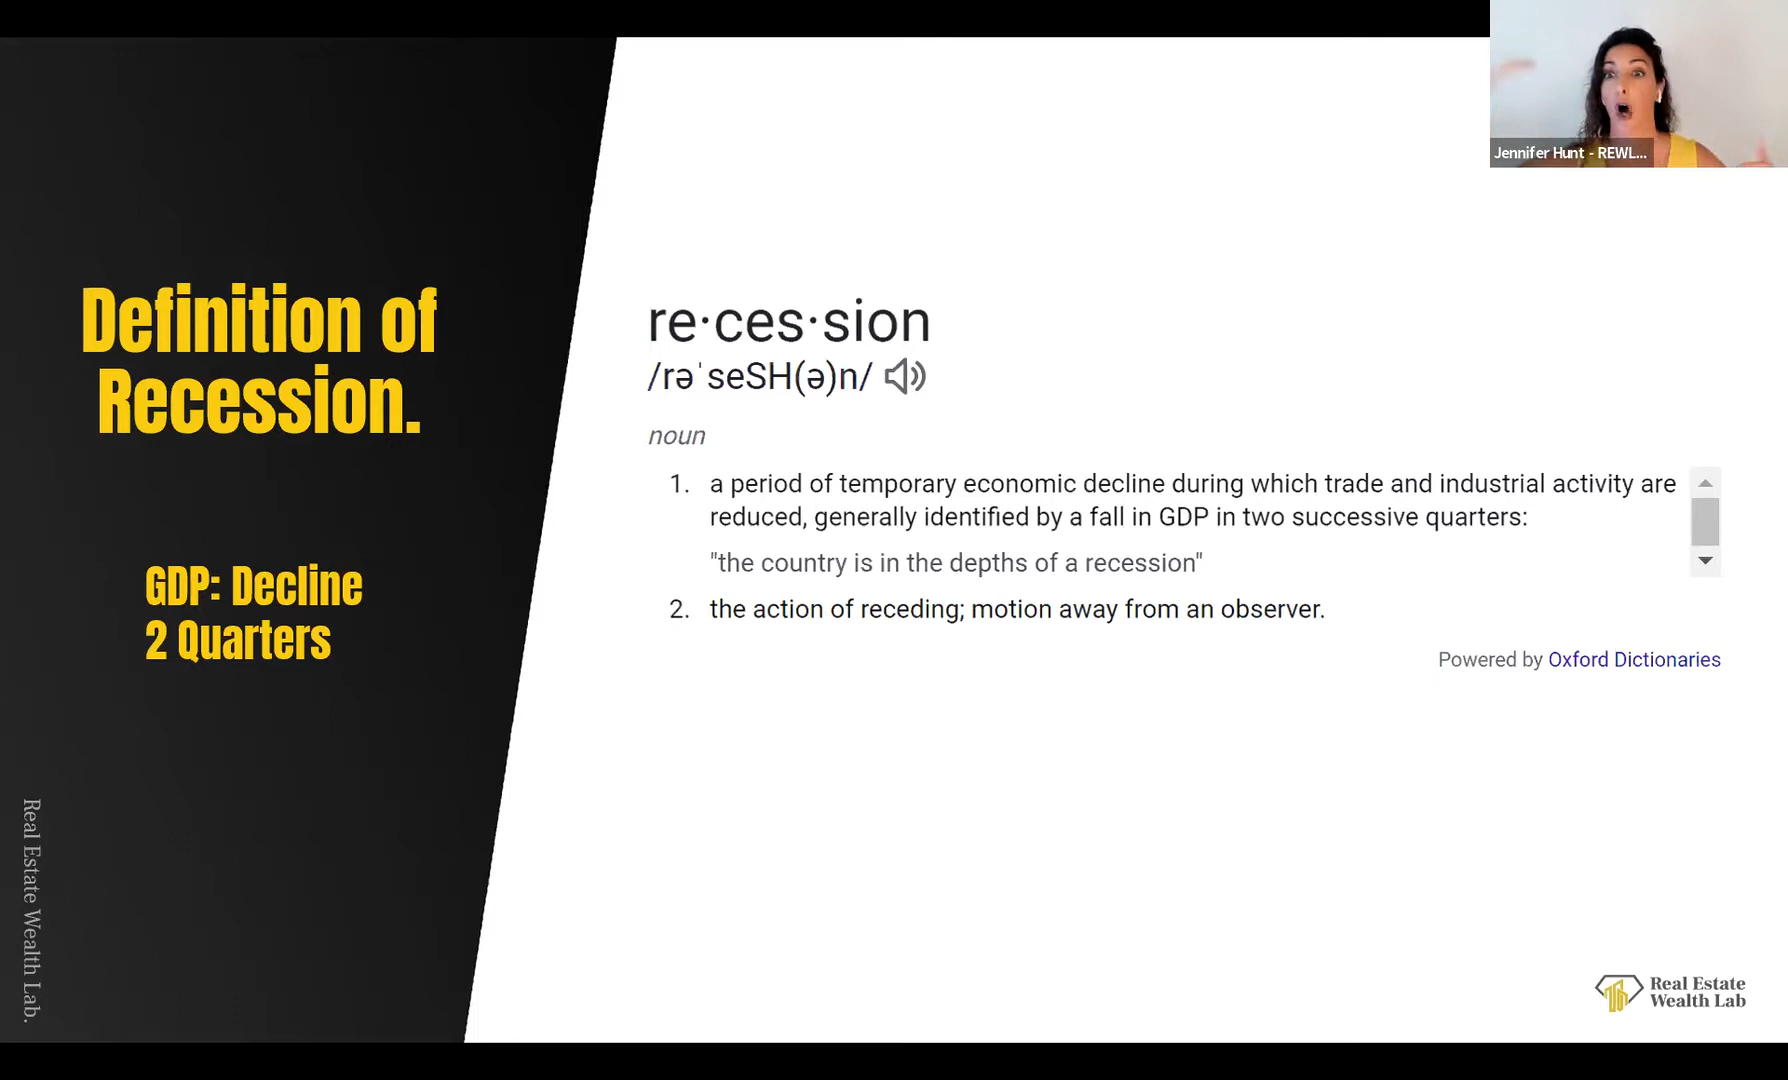 Jennifer Hunt - REWL...
Definition of
Recession.
GDP: Decline
2 Quarters
re·ces·sion
/rəˈseSH(ə)n/
noun
1. a period of temporary economic decline during which trade and industrial activity are
reduced, generally identified by a fall in GDP in two successive quarters:
"the country is in the depths of a recession"
2. the action of receding; motion away from an observer.
Powered by Oxford Dictionaries
Real Estate Wealth Lab.
Real Estate
Wealth Lab